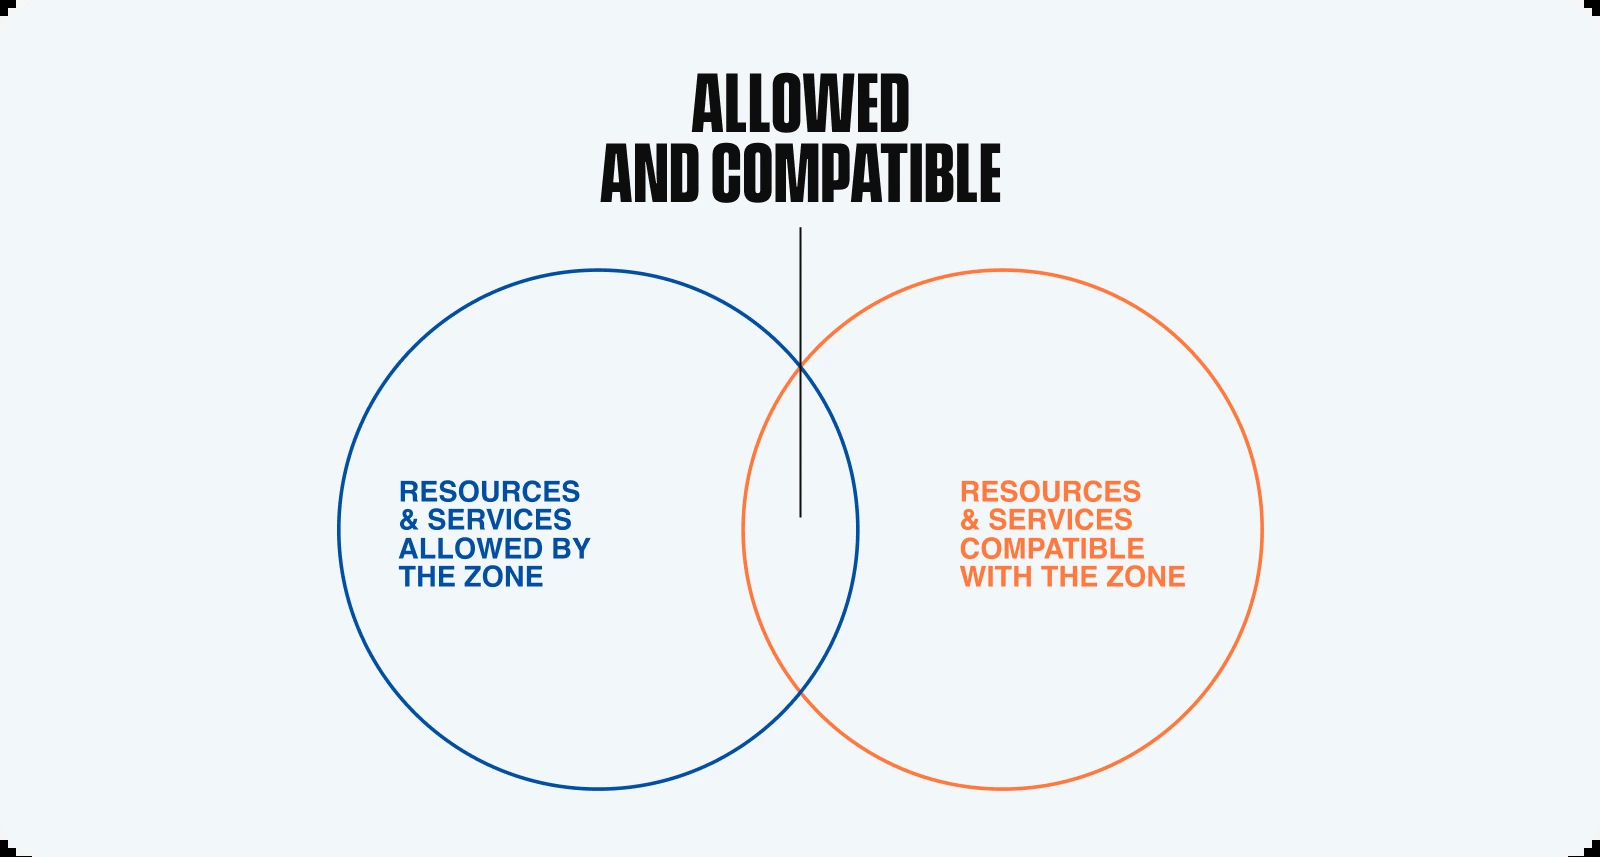 ALLOWED
AND COMPATIBLE
RESOURCES
& SERVICES
ALLOWED BY
THE ZONE
RESOURCES
& SERVICES
COMPATIBLE
WITH THE ZONE